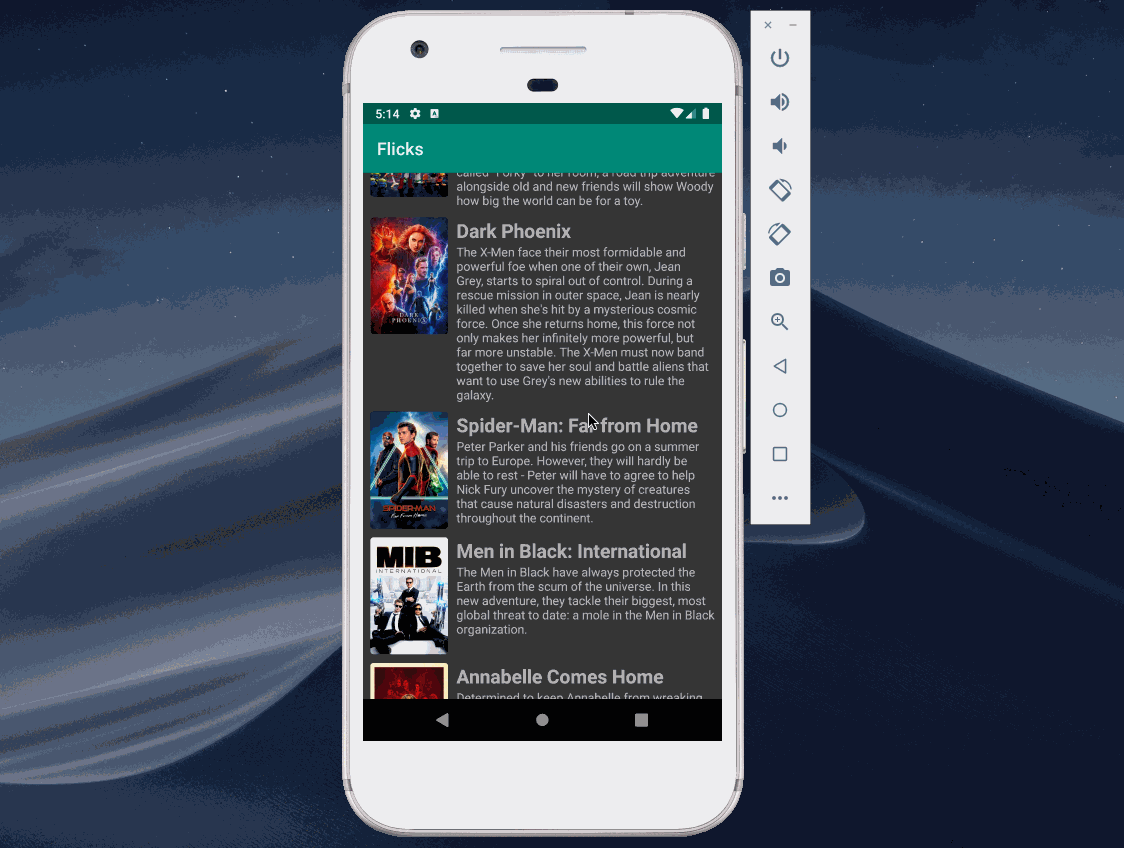 5:14
Flicks
called "Forky" to her room, a road trip adventure
alongside old and new friends will show Woody
how big the world can be for a toy.
DARK
PHOENIX
Dark Phoenix
The X-Men face their most formidable and
powerful foe when one of their own, Jean
Grey, starts to spiral out of control. During a
rescue mission in outer space, Jean is nearly
killed when she's hit by a mysterious cosmic
force. Once she returns home, this force not
only makes her infinitely more powerful, but
far more unstable. The X-Men must now band
together to save her soul and battle aliens that
want to use Grey's new abilities to rule the
galaxy.
SPIDER-MAN
Far From Home
Spider-Man: Far from Home
Peter Parker and his friends go on a summer
trip to Europe. However, they will hardly be
able to rest - Peter will have to agree to help
Nick Fury uncover the mystery of creatures
that cause natural disasters and destruction
throughout the continent.
MIB
INTERNATIONAL
Men in Black: International
The Men in Black have always protected the
Earth from the scum of the universe. In this
new adventure, they tackle their biggest, most
global threat to date: a mole in the Men in Black
organization.
Annabelle Comes Home
Determined to keep Annabelle from wreaking